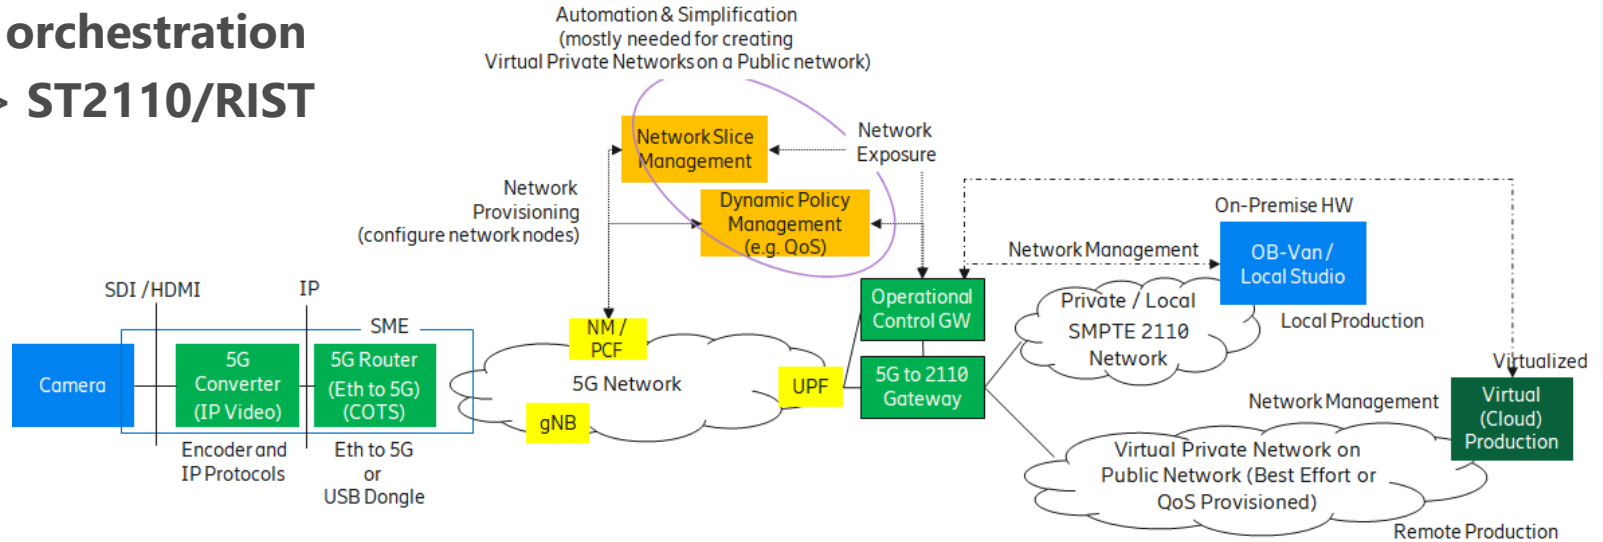 orchestration
> ST2110/RIST
Automation & Simplification
(mostly needed for creating
Virtual Private Networks on a Public network)
Network Slice
Management
Network
Exposure
Network
Provisioning
(configure network nodes)
Dynamic Policy
Management
(e.g. QoS)
On-Premise HW
Network Management
OB-Van /
Local Studio
SDI / HDMI
IP
SME
NM /
PCF
Operational
Control GW
Private / Local
SMPTE 2110
Network
Local Production
Camera
5G
Converter
(IP Video)
5G Router
(Eth to 5G)
(COTS)
5G Network
gNB
UPF
5G to 2110
Gateway
Virtualized
Network Management
Virtual
(Cloud)
Production
Encoder and
IP Protocols
Eth to 5G
or
USB Dongle
Virtual Private Network on
Public Network (Best Effort or
QoS Provisioned)
Remote Production